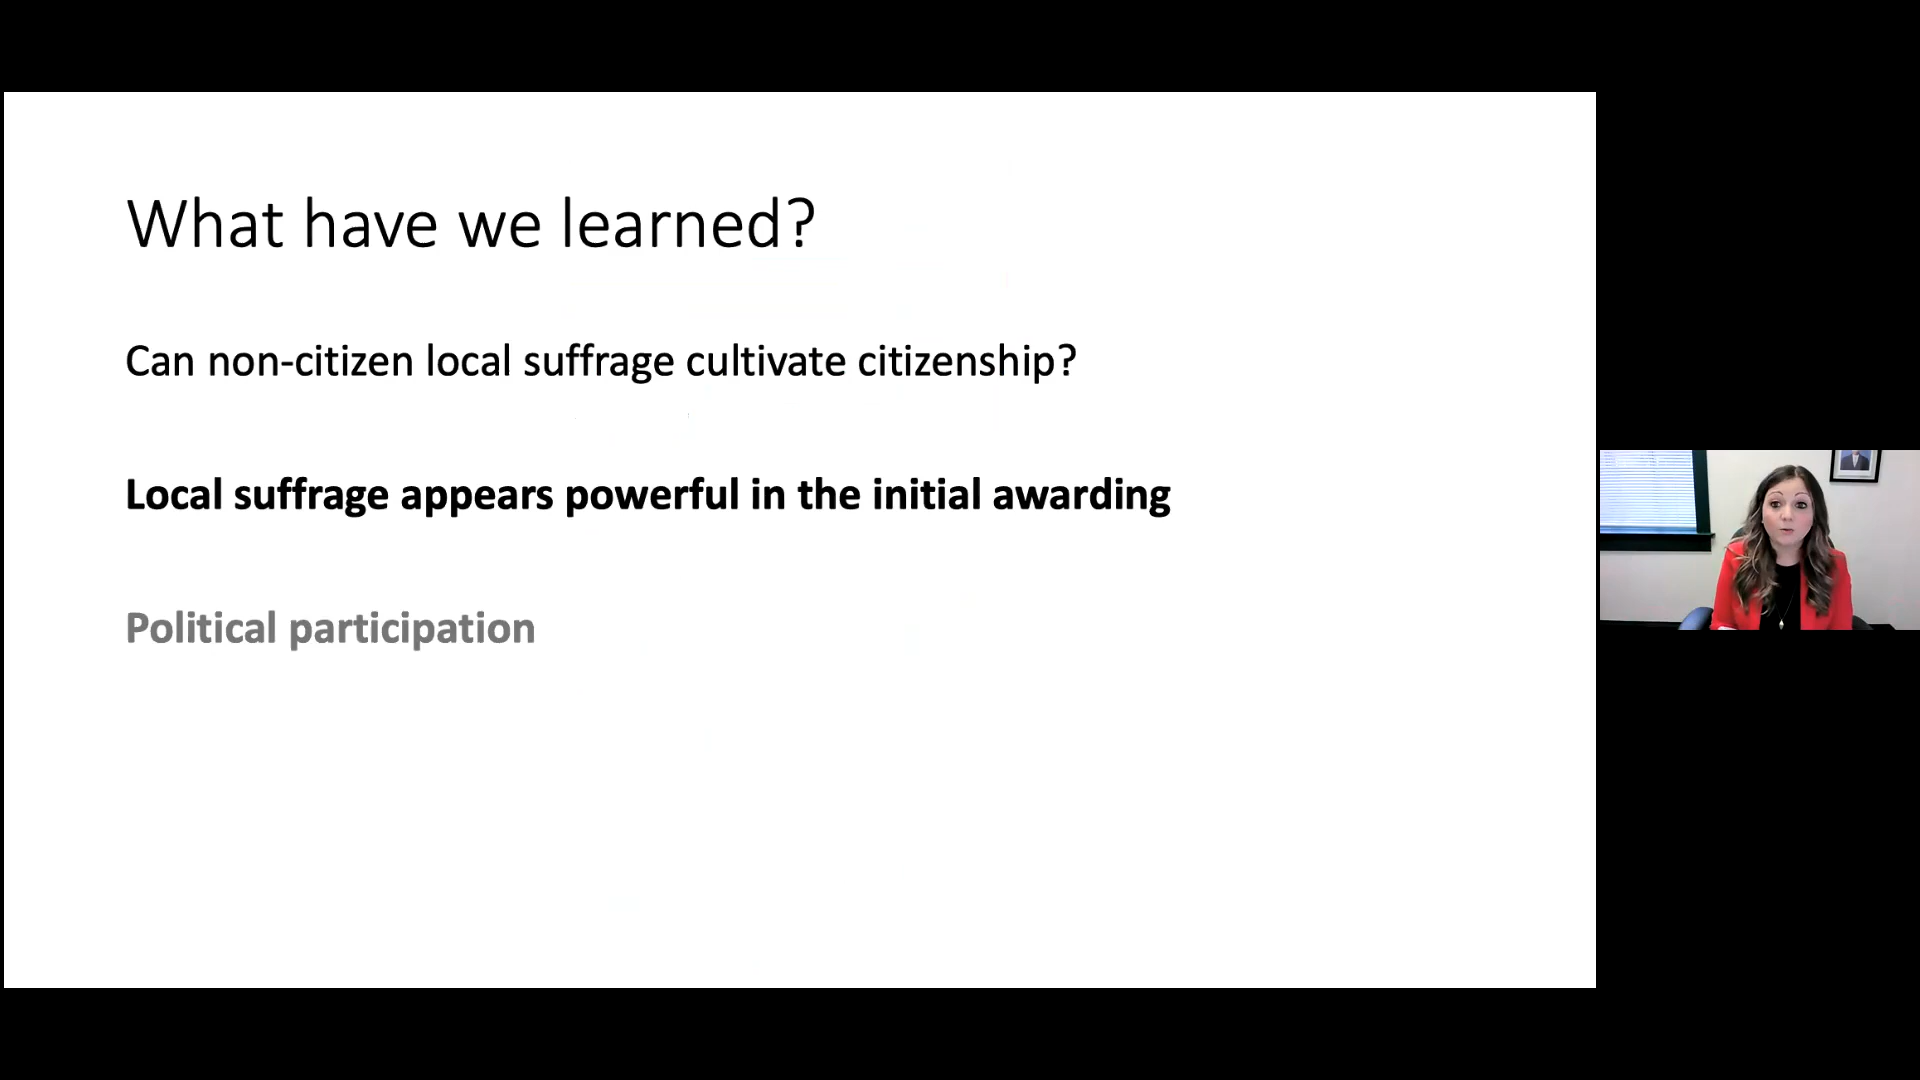 What have we learned?
Can non-citizen local suffrage cultivate citizenship?
Local suffrage appears powerful in the initial awarding
Political participation